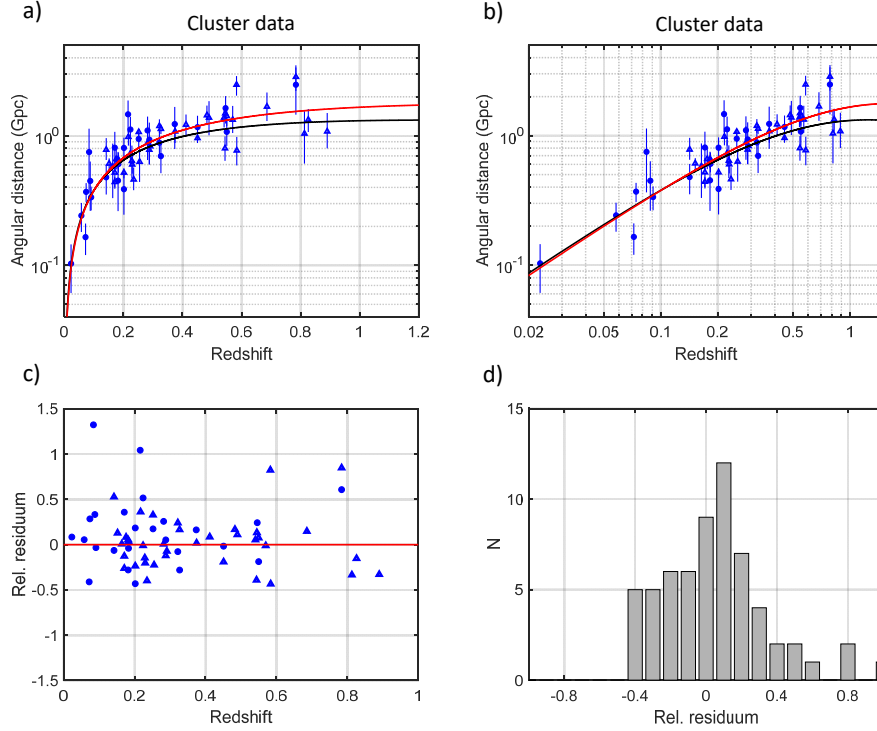 a)
Cluster data
Angular distance (Gpc)
10^0
10^-1
0 0.2 0.4 0.6 0.8 1 1.2
Redshift
b)
Cluster data
Angular distance (Gpc)
10^0
10^-1
0.02 0.05 0.1 0.2 0.5 1
Redshift
c)
Rel. residuum
1.5
1
0.5
0
-0.5
-1
-1.5
0 0.2 0.4 0.6 0.8 1
Redshift
d)
N
15
10
5
0
-0.8 -0.4 0 0.4 0.8
Rel. residuum